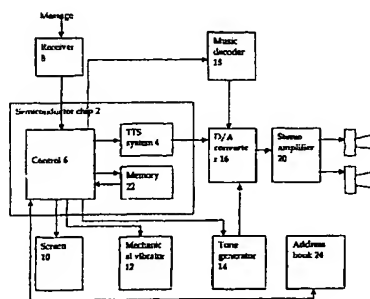 Message
Receiver
8
Music
decoder
18
Semiconductor chip 2
TTS
system 4
D/A
converte
r 16
Stereo
amplifier
20
Control 6
Memory
22
Screen
10
Mechanic
al vibrator
12
Tone
generator
14
Address
book 24